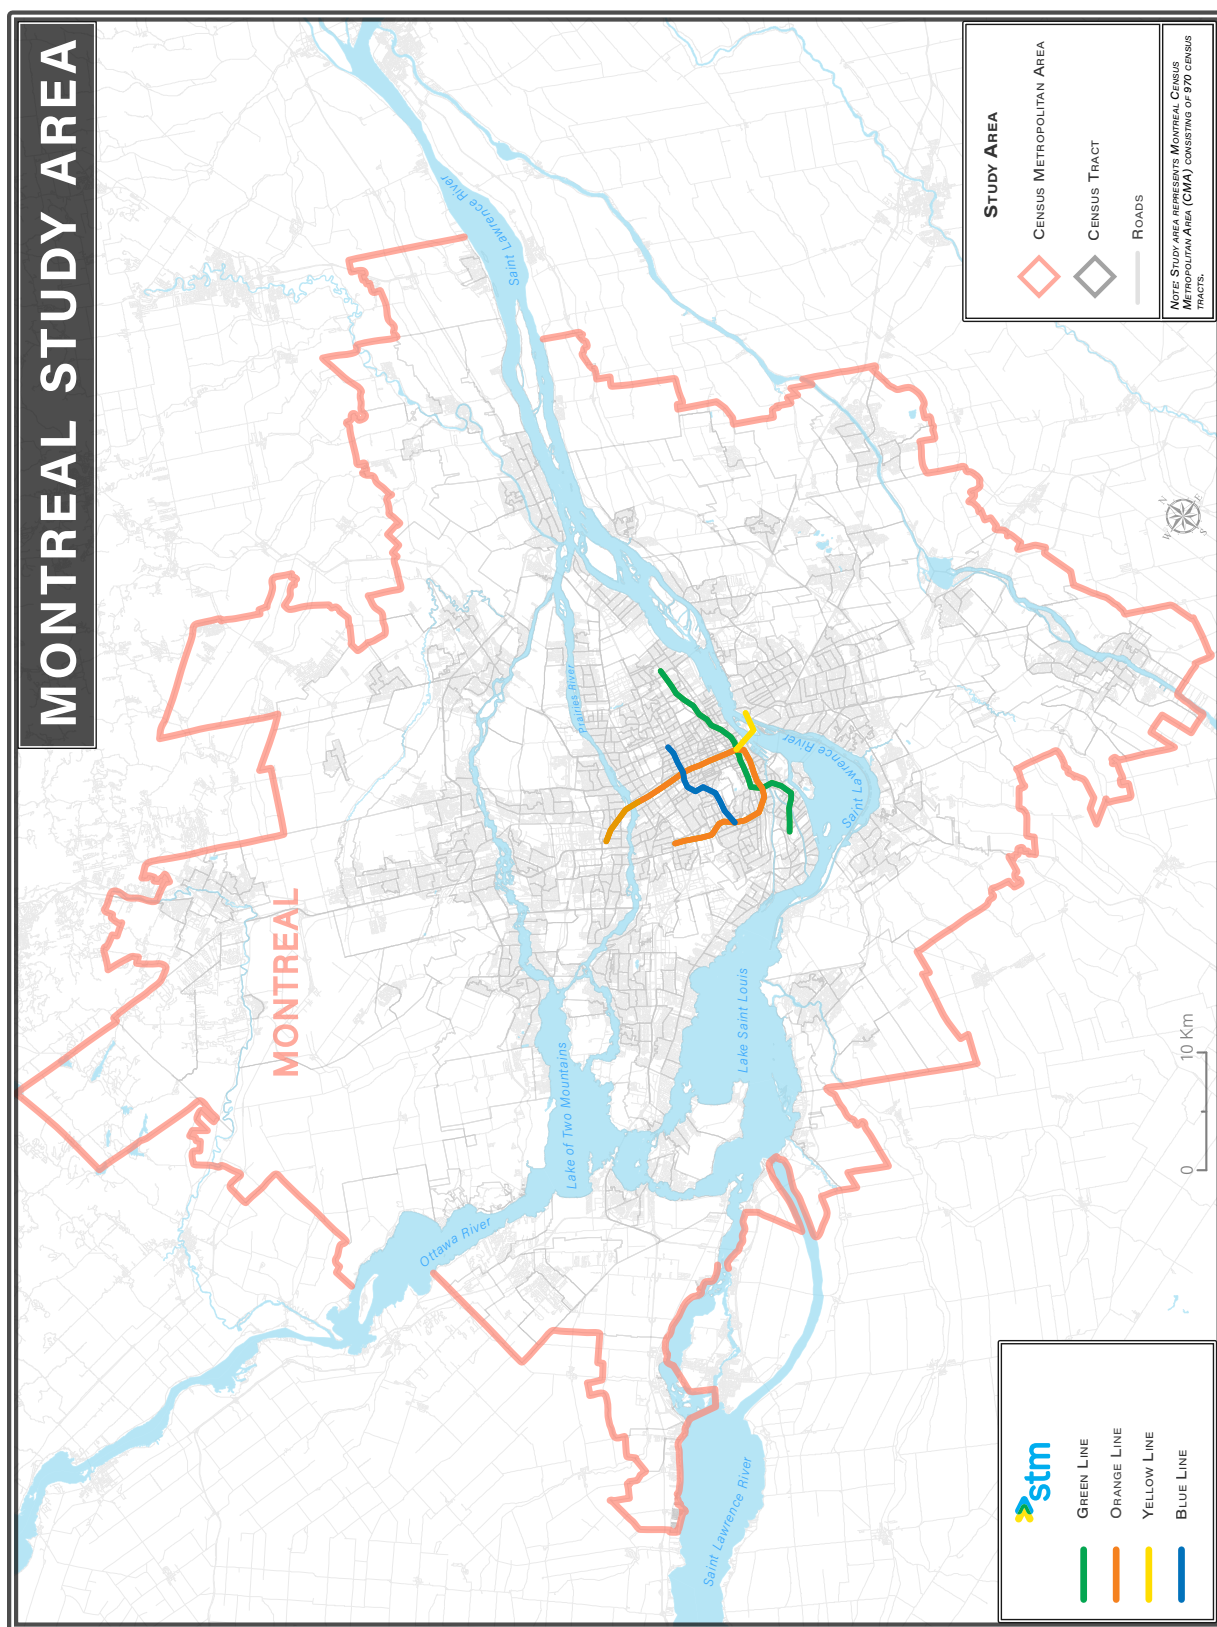 MONTREAL STUDY AREA
Saint Lawrence River
STUDY AREA
CENSUS METROPOLITAN AREA
CENSUS TRACT
ROADS
NOTE: STUDY AREA REPRESENTS MONTREAL CENSUS
METROPOLITAN AREA (CMA) CONSISTING OF 970 CENSUS
TRACTS.
N
E
S
W
Prairies River
Saint Lawrence River
MONTREAL
Lake of Two Mountains
Lake Saint Louis
Ottawa River
Saint Lawrence River
0
10 Km
stm
GREEN LINE
ORANGE LINE
YELLOW LINE
BLUE LINE